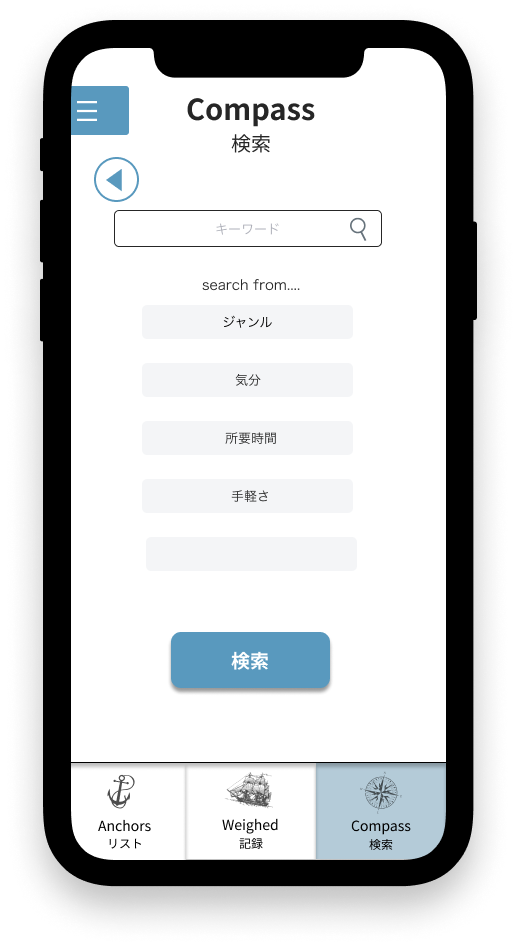 Compass
検索
キーワード
search from....
ジャンル
気分
所要時間
手軽さ
検索
Anchors
リスト
Weighed
記録
Compass
検索